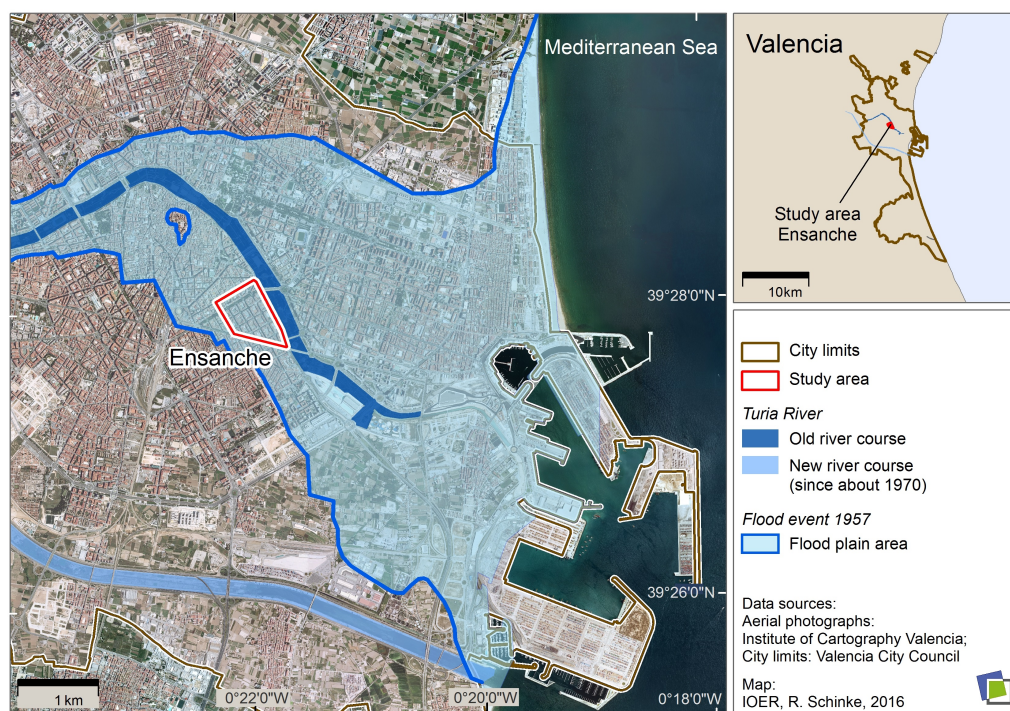 Mediterranean Sea
39°28'0"N
Ensanche
39°26'0"N
1 km
0°22'0"W
0°20'0"W
0°18'0"W
Valencia
Study area
Ensanche
10km
City limits
Study area
Turia River
Old river course
New river course
(since about 1970)
Flood event 1957
Flood plain area
Data sources:
Aerial photographs:
Institute of Cartography Valencia;
City limits: Valencia City Council
Map:
IOER, R. Schinke, 2016